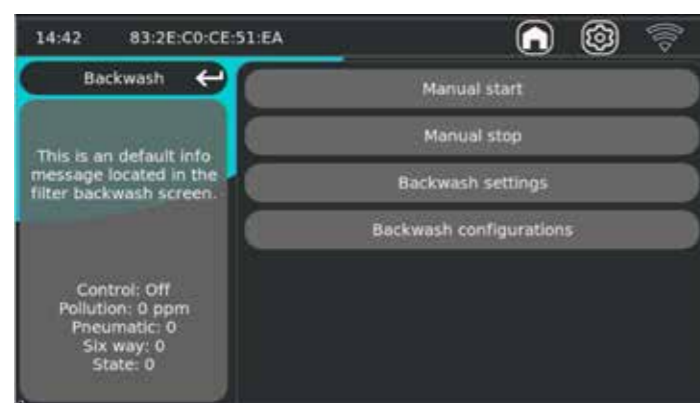 14:42 83:2E:C0:CE:51:EA
Backwash
This is an default info
message located in the
filter backwash screen.
Control: Off
Pollution: 0 ppm
Pneumatic: 0
Six way: 0
State: 0
Manual start
Manual stop
Backwash settings
Backwash configurations